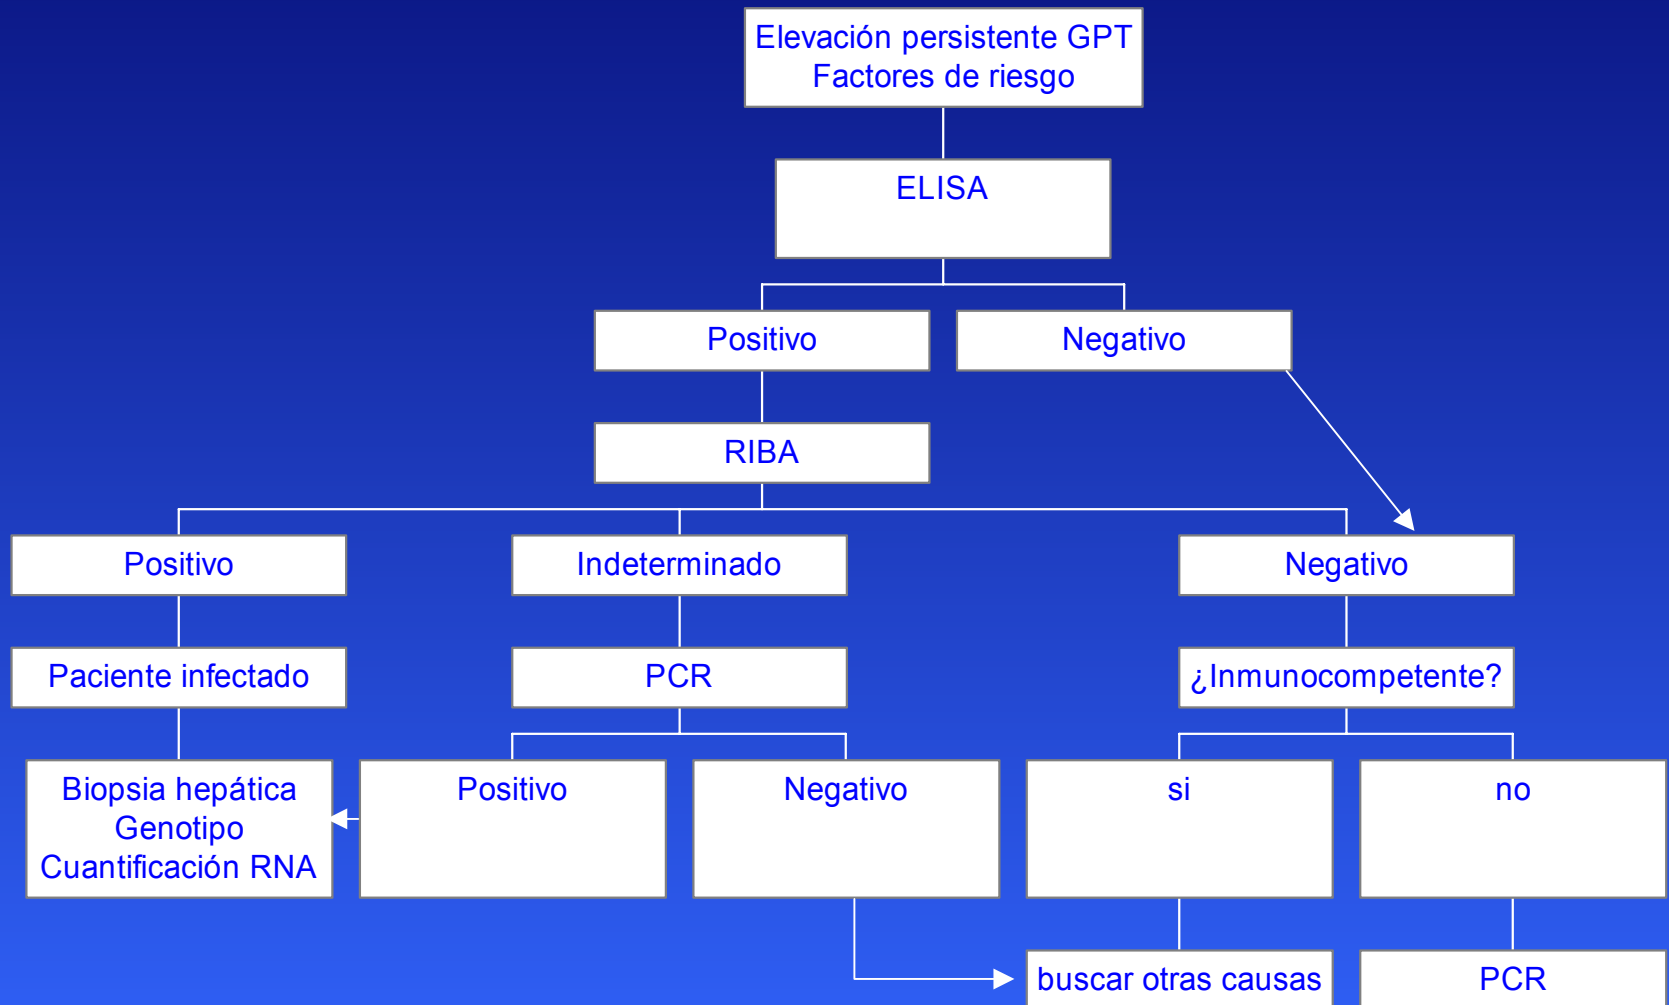 Elevación persistente GPT
Factores de riesgo
ELISA
Positivo
Negativo
RIBA
Positivo
Indeterminado
Negativo
Paciente infectado
PCR
¿Inmunocompetente?
Biopsia hepática
Genotipo
Cuantificación RNA
Positivo
Negativo
si
no
buscar otras causas
PCR